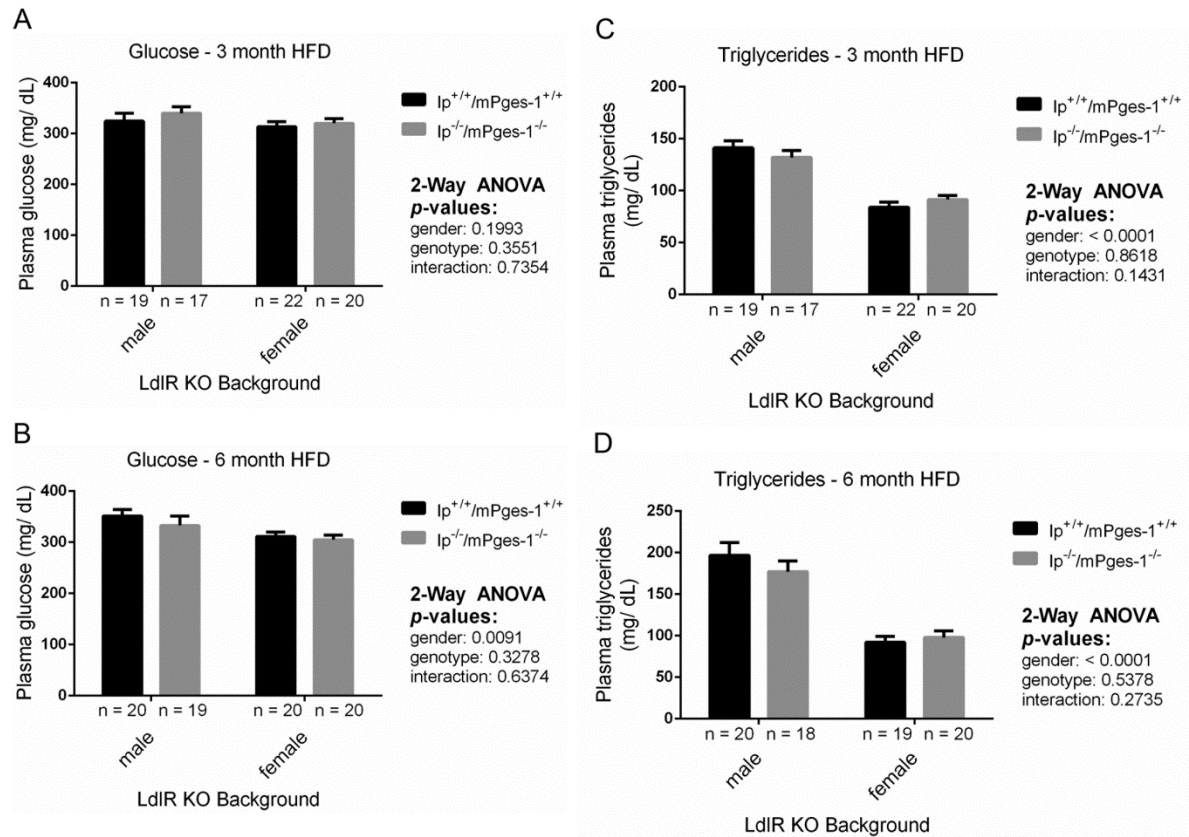 A
Glucose - 3 month HFD
Plasma glucose (mg/ dL)
400
300
200
100
0
n = 19 n = 17 n = 22 n = 20
male female
LdlR KO Background
Ip+/+/mPges-1+/+
Ip-/-/mPges-1-/-
2-Way ANOVA
p-values:
gender: 0.1993
genotype: 0.3551
interaction: 0.7354
B
Glucose - 6 month HFD
Plasma glucose (mg/ dL)
400
300
200
100
0
n = 20 n = 19 n = 20 n = 20
male female
LdlR KO Background
Ip+/+/mPges-1+/+
Ip-/-/mPges-1-/-
2-Way ANOVA
p-values:
gender: 0.0091
genotype: 0.3278
interaction: 0.6374
C
Triglycerides - 3 month HFD
Plasma triglycerides
(mg/ dL)
200
150
100
50
0
n = 19 n = 17 n = 22 n = 20
male female
LdlR KO Background
Ip+/+/mPges-1+/+
Ip-/-/mPges-1-/-
2-Way ANOVA
p-values:
gender: < 0.0001
genotype: 0.8618
interaction: 0.1431
D
Triglycerides - 6 month HFD
Plasma triglycerides
(mg/ dL)
250
200
150
100
50
0
n = 20 n = 18 n = 19 n = 20
male female
LdlR KO Background
Ip+/+/mPges-1+/+
Ip-/-/mPges-1-/-
2-Way ANOVA
p-values:
gender: < 0.0001
genotype: 0.5378
interaction: 0.2735